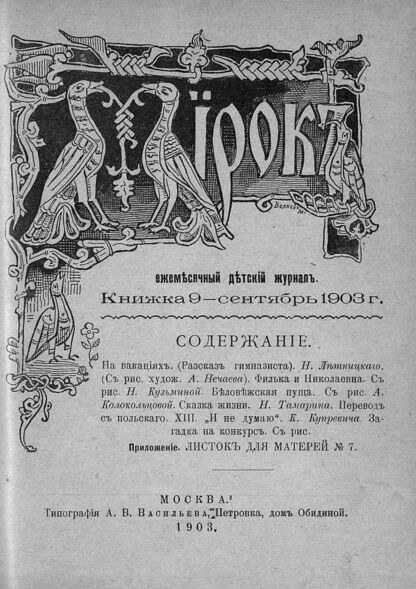 Мірокъ
Варков
ежемѣсячный дѣтскій журналъ.
Книжка 9—сентябрь 1903 г.
СОДЕРЖАНІЕ.
На вакаціяхъ. (Разсказъ гимназиста). Н. Лѣтницкаго.
(Съ рис. худож. А. Нечаева). Филька и Николаевна. Съ
рис. Н. Кузьминой. Бѣловѣжская пуща. Съ рис. А.
Колокольцовой. Сказка жизни. Н. Тамарина. Переводъ
съ польскаго. XIII. „И не думаю“. К. Купревича. За-
гадка на конкурсъ. Съ рис.
Приложеніе. ЛИСТОКЪ ДЛЯ МАТЕРЕЙ № 7.
МОСКВА.
Типографія А. В. Васильева, Петровка, домъ Обидиной.
1903.